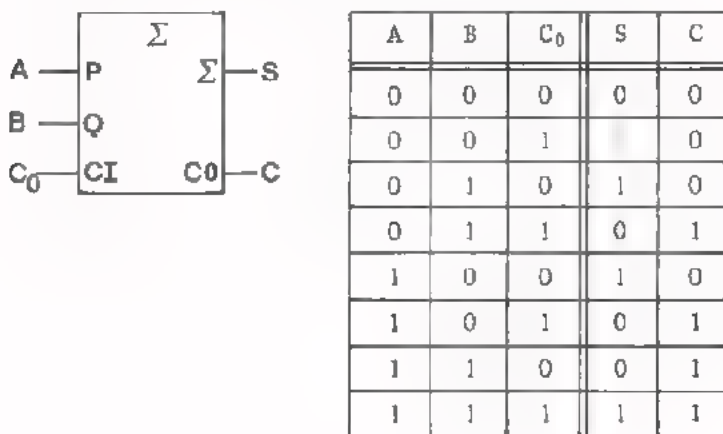 Σ
A P Σ S
B Q
C₀ CI C0 C
A B C₀ S C
0 0 0 0 0
0 0 1 0
0 1 0 1 0
0 1 1 0 1
1 0 0 1 0
1 0 1 0 1
1 1 0 0 1
1 1 1 1 1